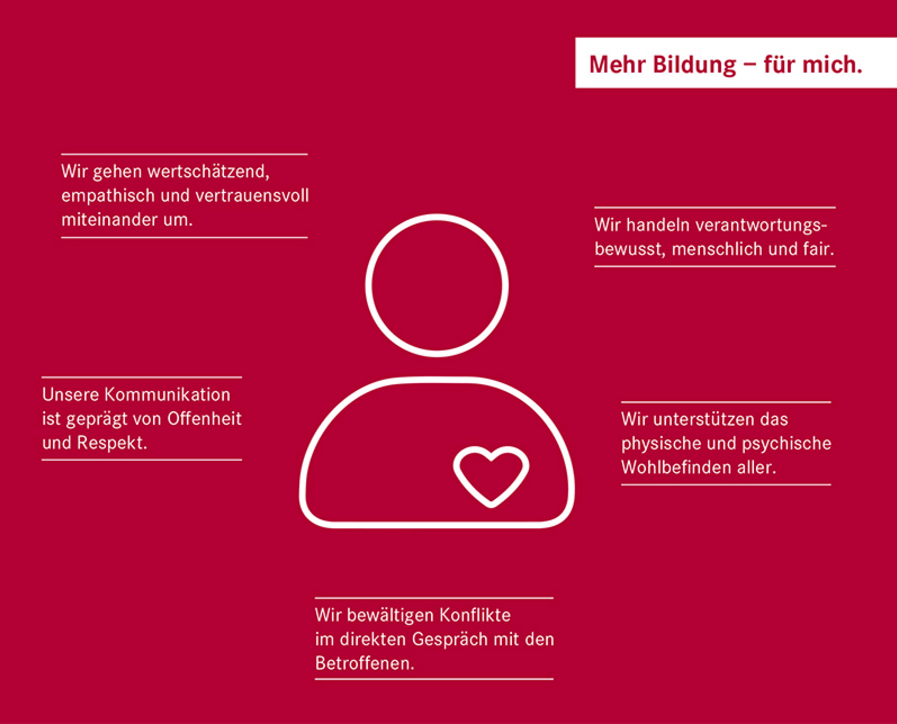 Mehr Bildung – für mich.
Wir gehen wertschätzend,
empathisch und vertrauensvoll
miteinander um.
Wir handeln verantwortungs-
bewusst, menschlich und fair.
Unsere Kommunikation
ist geprägt von Offenheit
und Respekt.
Wir unterstützen das
physische und psychische
Wohlbefinden aller.
Wir bewältigen Konflikte
im direkten Gespräch mit den
Betroffenen.